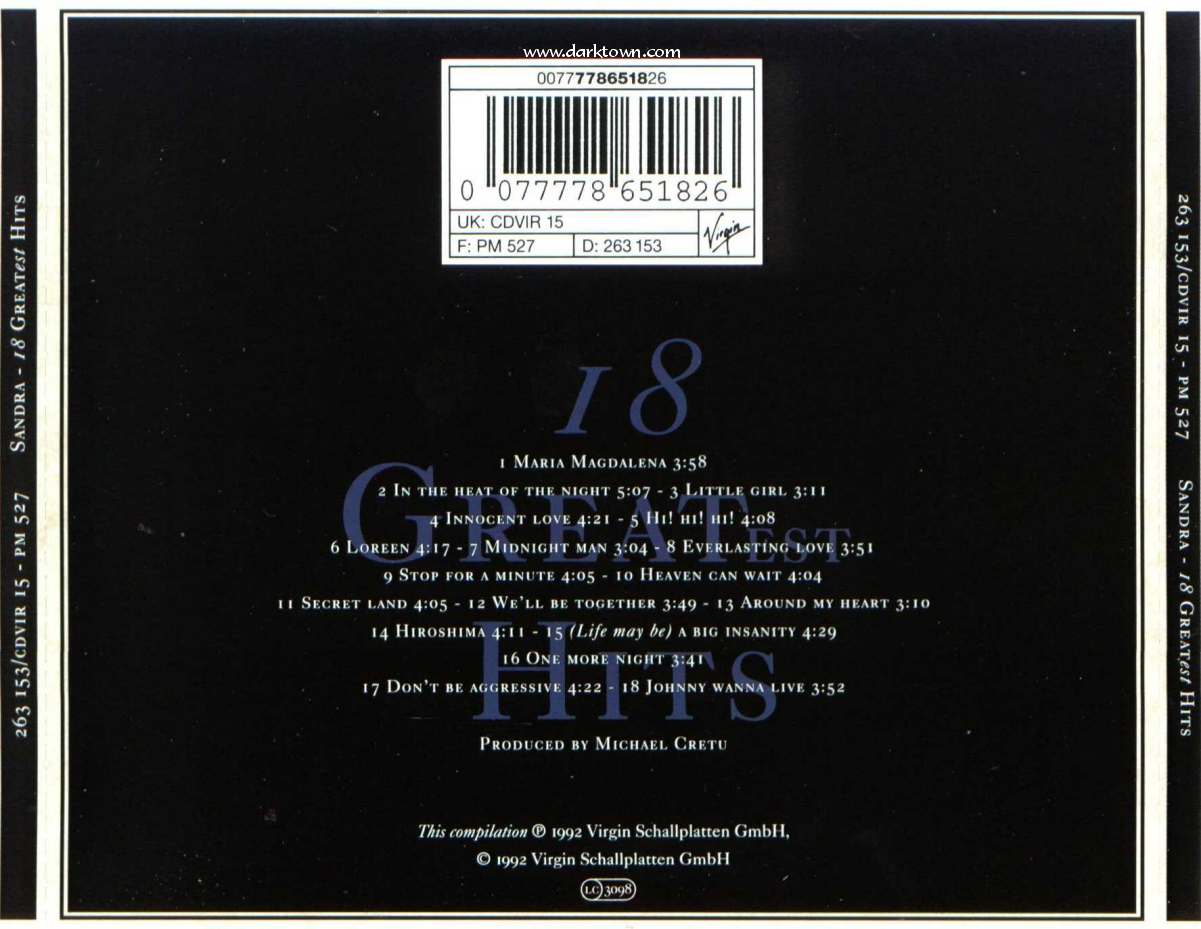 www.darktown.com
0077778651826
0 077778 651826
UK: CDVIR 15
F: PM 527 D: 263 153
Virgin
18
GREATEST
HITS
1 MARIA MAGDALENA 3:58
2 IN THE HEAT OF THE NIGHT 5:07 - 3 LITTLE GIRL 3:11
4 INNOCENT LOVE 4:21 - 5 HI! HI! HI! 4:08
6 LOREEN 4:17 - 7 MIDNIGHT MAN 3:04 - 8 EVERLASTING LOVE 3:51
9 STOP FOR A MINUTE 4:05 - 10 HEAVEN CAN WAIT 4:04
11 SECRET LAND 4:05 - 12 WE'LL BE TOGETHER 3:49 - 13 AROUND MY HEART 3:10
14 HIROSHIMA 4:11 - 15 (Life may be) A BIG INSANITY 4:29
16 ONE MORE NIGHT 3:41
17 DON'T BE AGGRESSIVE 4:22 - 18 JOHNNY WANNA LIVE 3:52
PRODUCED BY MICHAEL CRETU
This compilation ℗ 1992 Virgin Schallplatten GmbH,
© 1992 Virgin Schallplatten GmbH
LC 3098
263 153/CDVIR 15 - PM 527 SANDRA - 18 GREATest HITS
263 153/CDVIR 15 - PM 527 SANDRA - 18 GREATest HITS